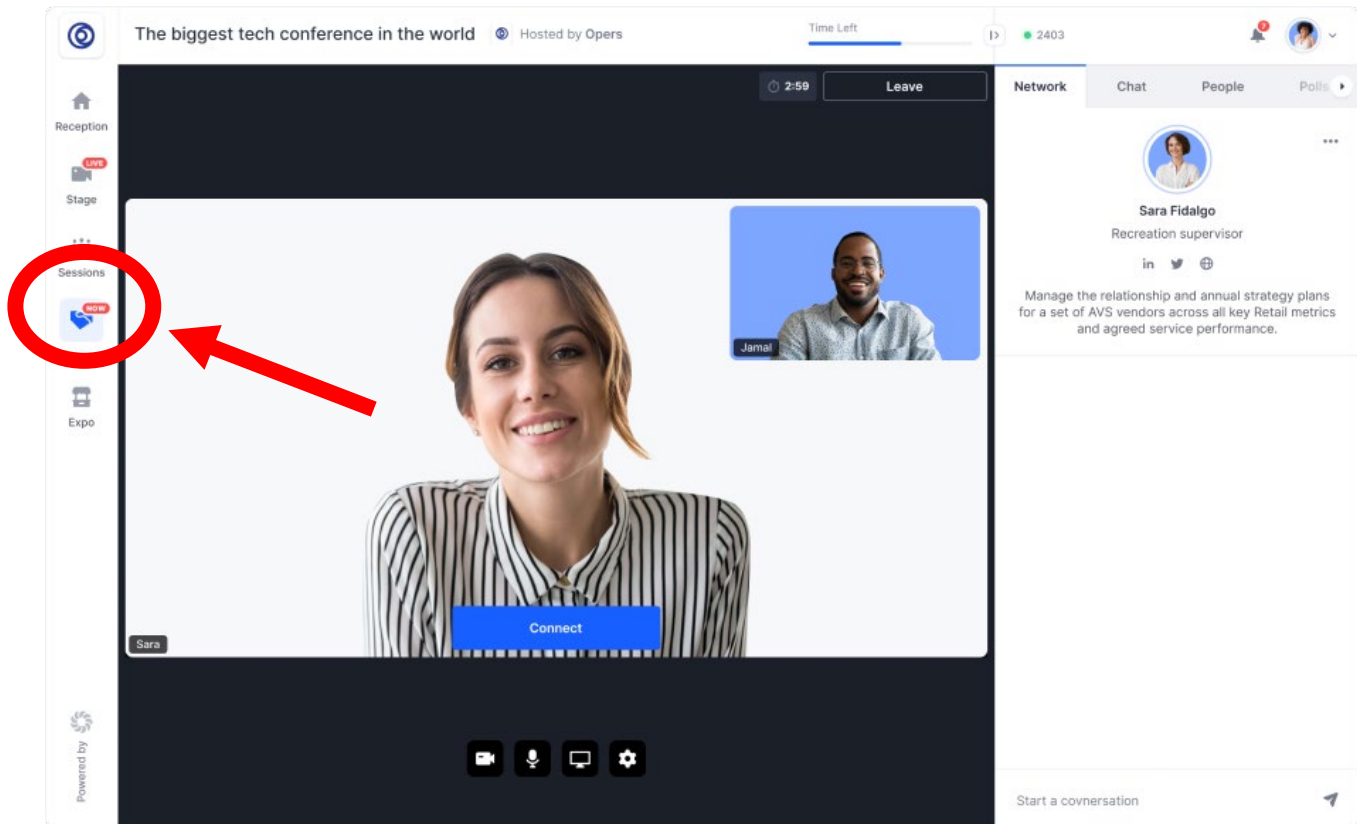 The biggest tech conference in the world
Hosted by Opers
Time Left
2403
Reception
LIVE
Stage
Sessions
NOW
Expo
Powered by
2:59
Leave
Jamal
Sara
Connect
Network Chat People Polls
Sara Fidalgo
Recreation supervisor
in
Manage the relationship and annual strategy plans
for a set of AVS vendors across all key Retail metrics
and agreed service performance.
Start a covnersation